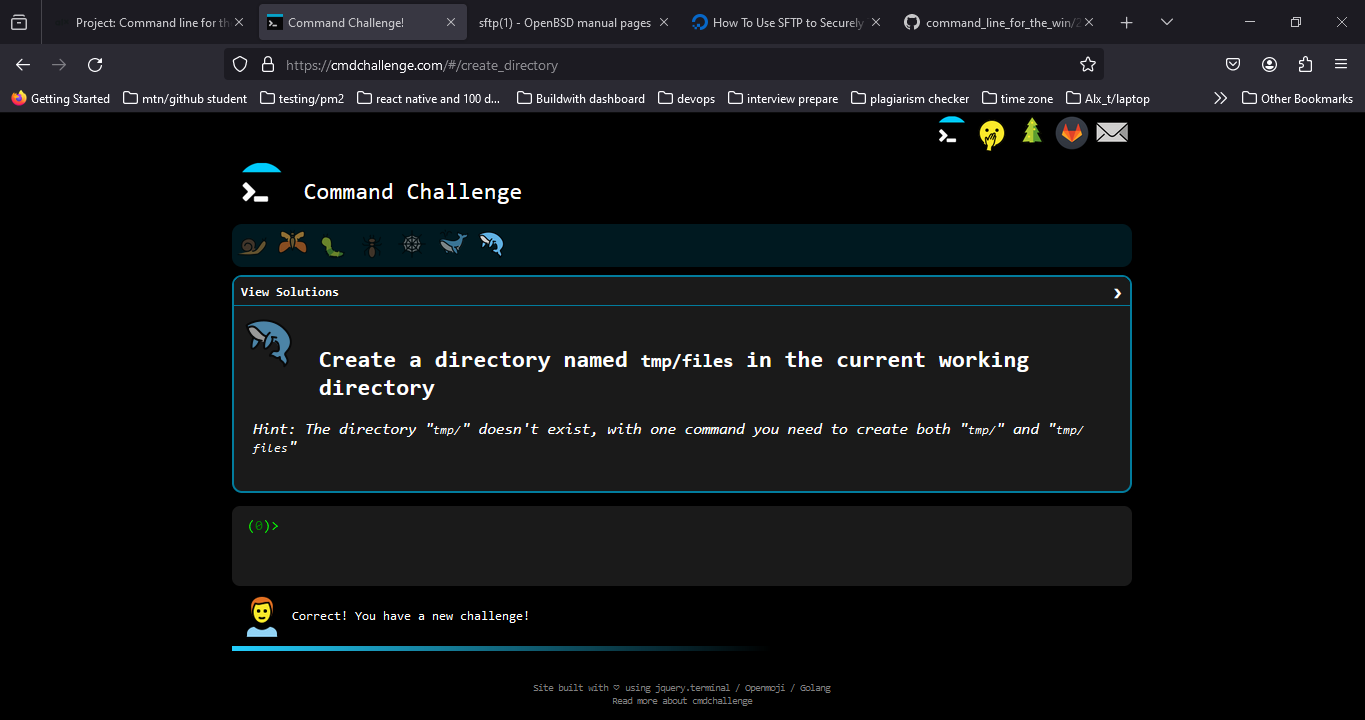 Project: Command line for th
Command Challenge!
sftp(1) - OpenBSD manual pages
How To Use SFTP to Securely
command_line_for_the_win/2
https://cmdchallenge.com/#/create_directory
Getting Started
mtn/github student
testing/pm2
react native and 100 d...
Buildwith dashboard
devops
interview prepare
plagiarism checker
time zone
Alx_t/laptop
Other Bookmarks
Command Challenge
View Solutions
Create a directory named tmp/files in the current working
directory
Hint: The directory "tmp/" doesn't exist, with one command you need to create both "tmp/" and "tmp/
files"
(0)>
Correct! You have a new challenge!
Site built with ♡ using jquery.terminal / Openmoji / Golang
Read more about cmdchallenge